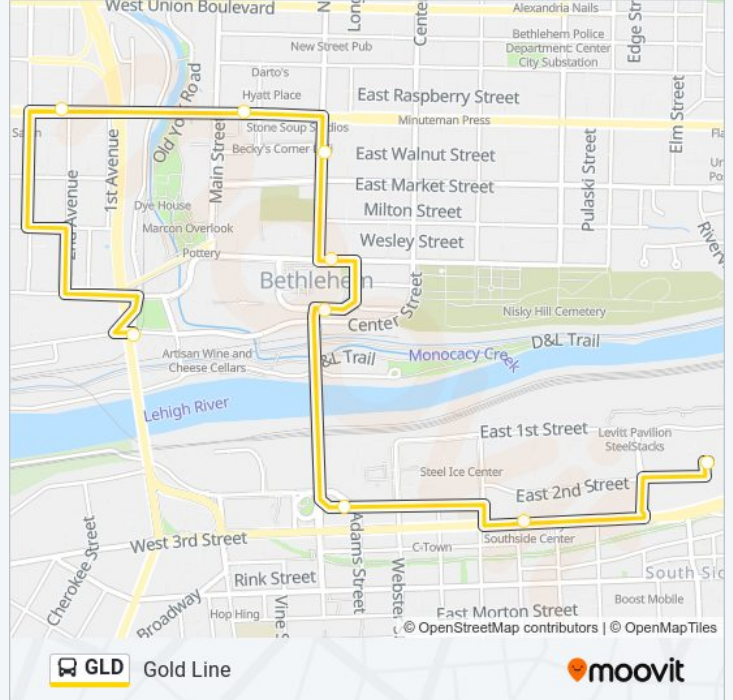 West Union Boulevard
Alexandria Nails
Bethlehem Police
Department: Center
City Substation
New Street Pub
Darto's
Hyatt Place
East Raspberry Street
Minuteman Press
Stone Soup
Becky's Corner
East Walnut Street
East Market Street
Milton Street
Wesley Street
Old York Road
Main Street
1st Avenue
2nd Avenue
Pulaski Street
Elm Street
Dye House
Marcon Overlook
Pottery
Bethlehem
Center Street
Center Street
Nisky Hill Cemetery
D&L Trail
Monocacy Creek
Artisan Wine and
Cheese Cellars
Trail
Lehigh River
East 1st Street
Levitt Pavilion
SteelStacks
Steel Ice Center
East 2nd Street
Southside Center
C-Town
West 3rd Street
Adams Street
Cherokee Street
Rink Street
Broadway
Hop Hing
Vine S
Webster S
East Morton Street
South Sid
Boost Mobile
© OpenStreetMap contributors | © OpenMapTiles
GLD Gold Line
moovit